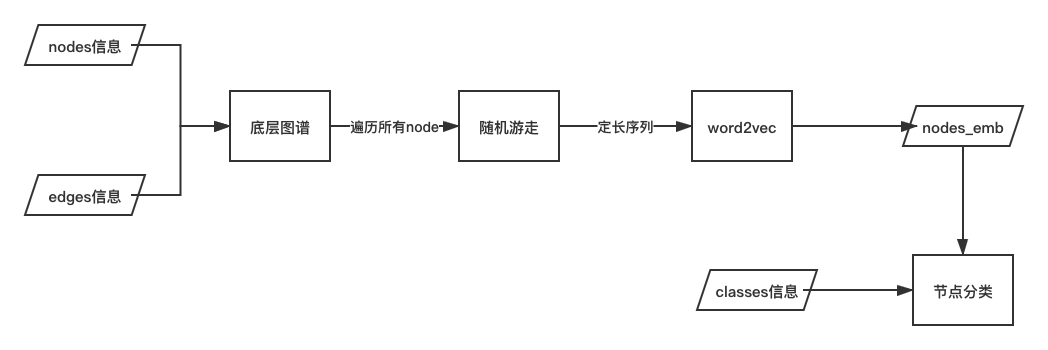 nodes信息
edges信息
底层图谱
遍历所有node
随机游走
定长序列
word2vec
nodes_emb
classes信息
节点分类